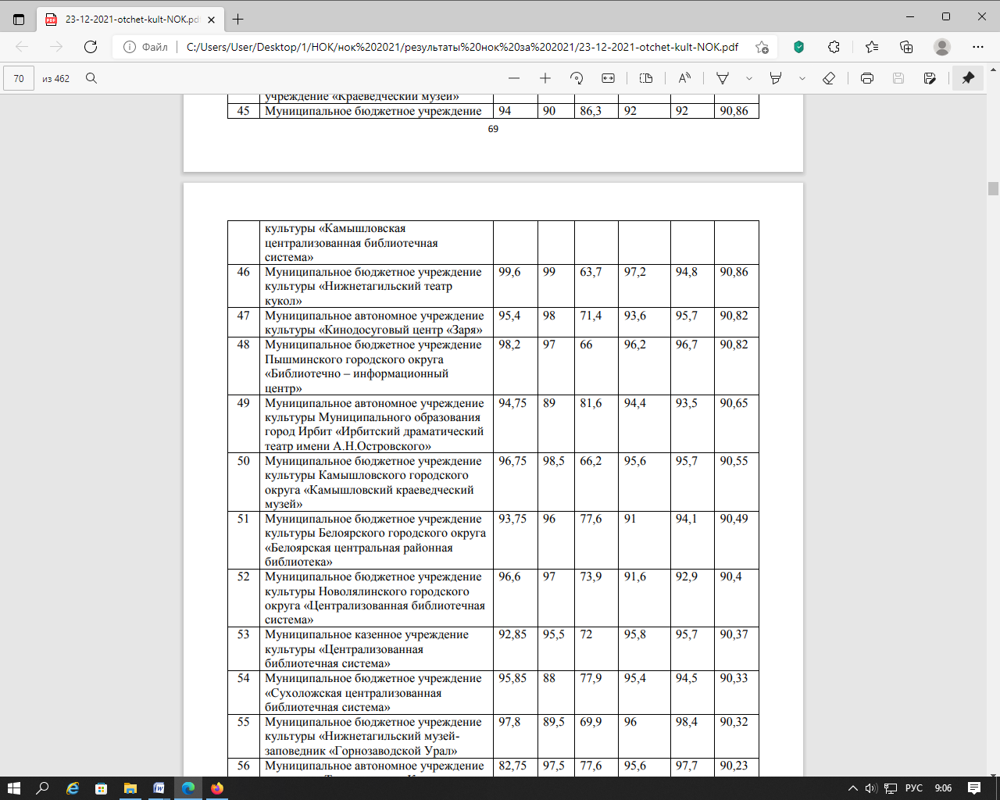 23-12-2021-otchet-kult-NOK.pdf
Файл C:/Users/User/Desktop/1/НОК/нок%202021/результаты%20нок%20за%202021/23-12-2021-otchet-kult-NOK.pdf
70 из 462
учреждение «Краеведческий музей»
45 Муниципальное бюджетное учреждение 94 90 86,3 92 92 90,86
69
культуры «Камышловская
централизованная библиотечная
система»
46 Муниципальное бюджетное учреждение 99,6 99 63,7 97,2 94,8 90,86
культуры «Нижнетагильский театр
кукол»
47 Муниципальное автономное учреждение 95,4 98 71,4 93,6 95,7 90,82
культуры «Кинодосуговый центр «Заря»
48 Муниципальное бюджетное учреждение 98,2 97 66 96,2 96,7 90,82
Пышминского городского округа
«Библиотечно – информационный
центр»
49 Муниципальное автономное учреждение 94,75 89 81,6 94,4 93,5 90,65
культуры Муниципального образования
город Ирбит «Ирбитский драматический
театр имени А.Н.Островского»
50 Муниципальное бюджетное учреждение 96,75 98,5 66,2 95,6 95,7 90,55
культуры Камышловского городского
округа «Камышловский краеведческий
музей»
51 Муниципальное бюджетное учреждение 93,75 96 77,6 91 94,1 90,49
культуры Белоярского городского округа
«Белоярская центральная районная
библиотека»
52 Муниципальное бюджетное учреждение 96,6 97 73,9 91,6 92,9 90,4
культуры Новолялинского городского
округа «Централизованная библиотечная
система»
53 Муниципальное казенное учреждение 92,85 95,5 72 95,8 95,7 90,37
культуры «Централизованная
библиотечная система»
54 Муниципальное бюджетное учреждение 95,85 88 77,9 95,4 94,5 90,33
«Сухоложская централизованная
библиотечная система»
55 Муниципальное бюджетное учреждение 97,8 89,5 69,9 96 98,4 90,32
культуры «Нижнетагильский музей-
заповедник «Горнозаводской Урал»
56 Муниципальное автономное учреждение 82,75 97,5 77,6 95,6 97,7 90,23
РУС 9:06